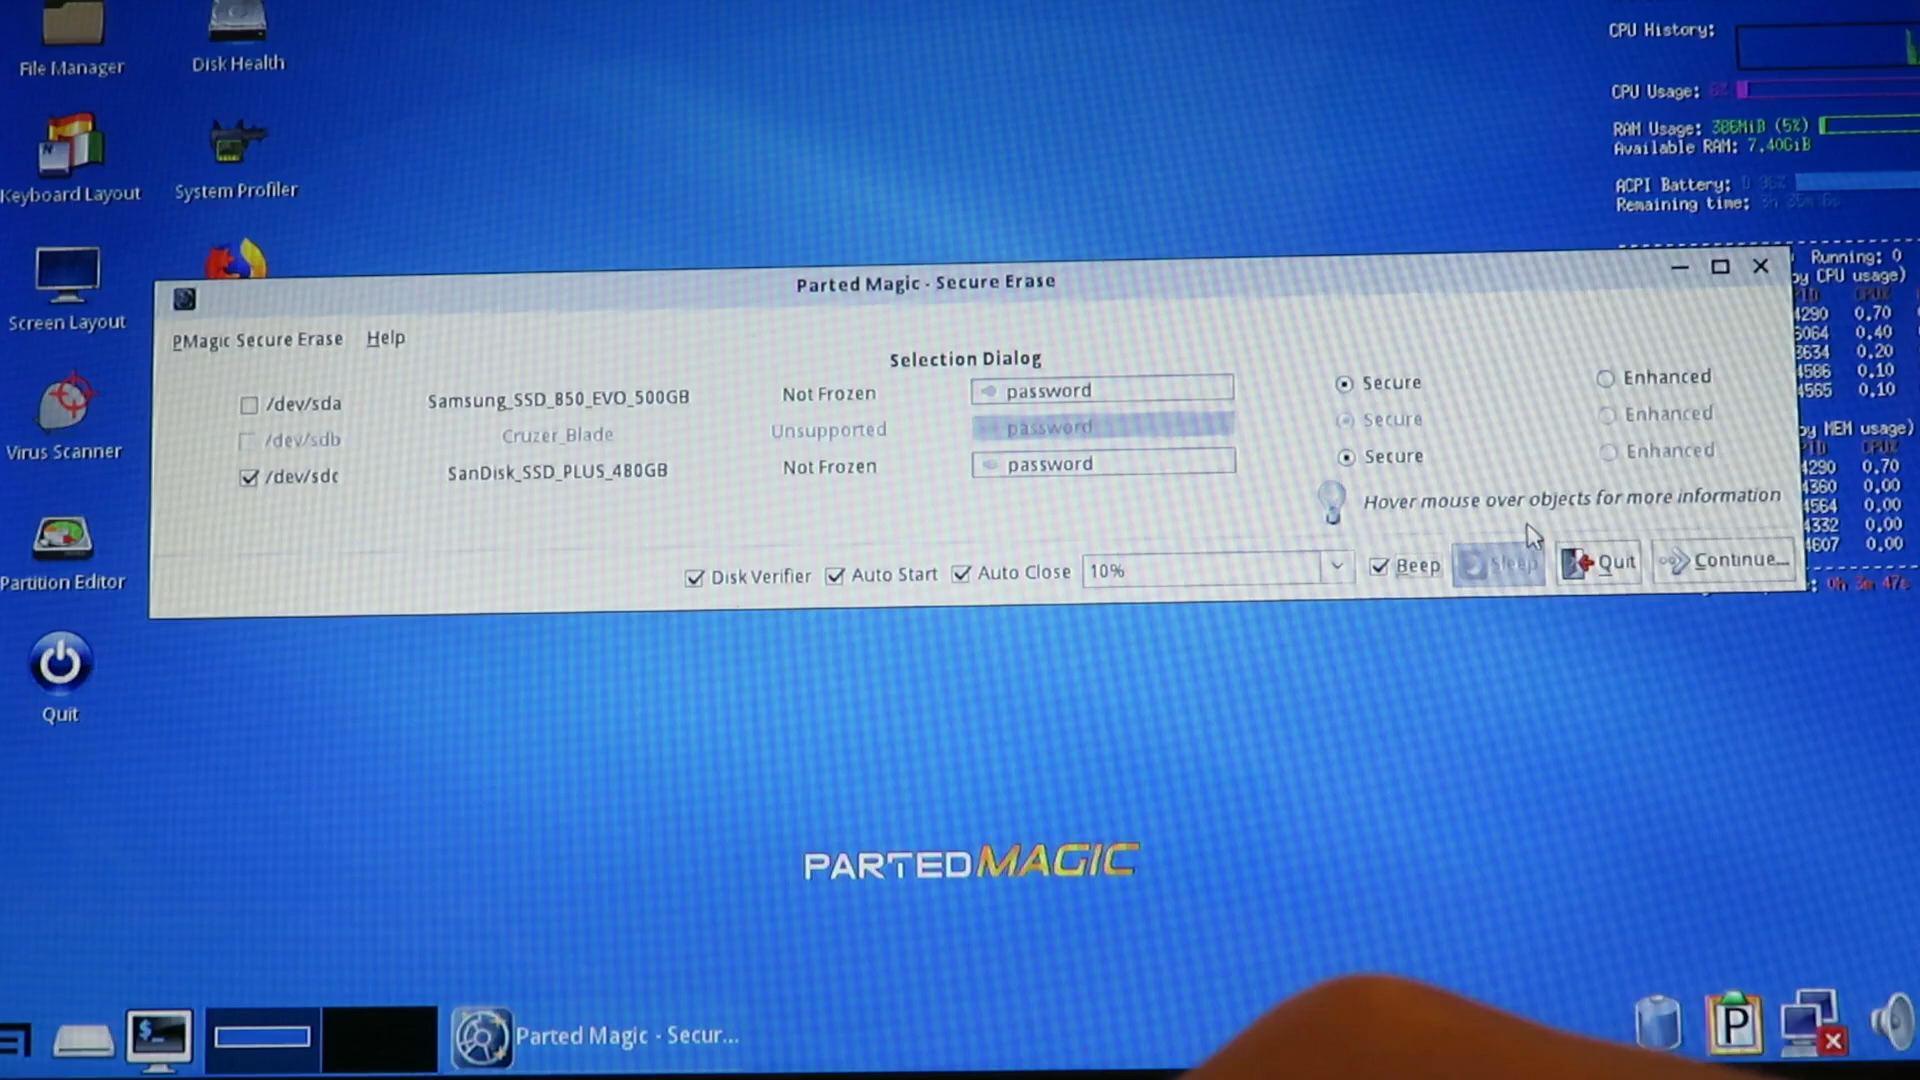 File Manager
Disk Health
Keyboard Layout
System Profiler
Screen Layout
Virus Scanner
Partition Editor
Quit
CPU History:
CPU Usage:
RAM Usage: 386MiB (5%)
Available RAM: 7.40GiB
ACPI Battery:
Remaining time:
Parted Magic - Secure Erase
PMagic Secure Erase Help
Selection Dialog
/dev/sda Samsung_SSD_850_EVO_500GB Not Frozen password Secure Enhanced
/dev/sdb Cruzer_Blade Unsupported password Secure Enhanced
/dev/sdc SanDisk_SSD_PLUS_480GB Not Frozen password Secure Enhanced
Hover mouse over objects for more information
Disk Verifier Auto Start Auto Close 10% Beep Sleep Quit Continue...
Running: 0
by CPU usage)
4290 0.70
0.40
3634 0.20
4586 0.10
4565 0.10
by MEM usage)
4290 0.70
4360 0.00
4564 0.00
4332 0.00
4607 0.00
0h 3m 47s
PARTEDMAGIC
Parted Magic - Secur...
P